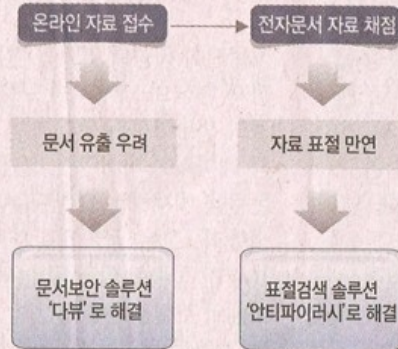 온라인 자료 접수
전자문서 자료 채점
문서 유출 우려
자료 표절 만연
문서보안 솔루션
'다뷰'로 해결
표절검색 솔루션
'안티파이러시'로 해결